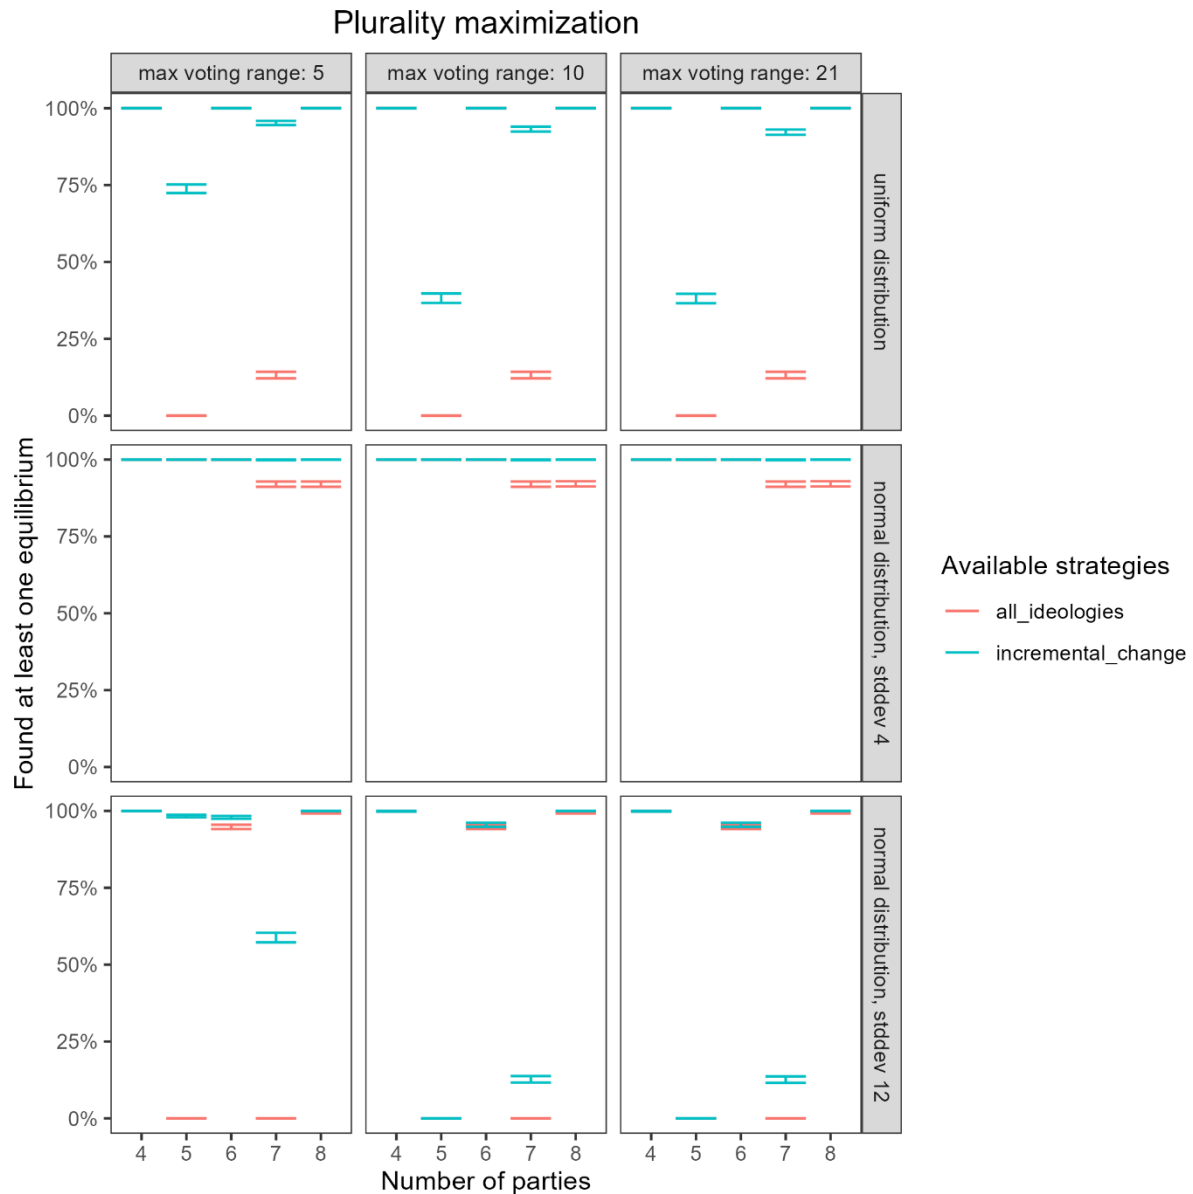 Plurality maximization
max voting range: 5
max voting range: 10
max voting range: 21
100%
75%
50%
25%
0%
uniform distribution
100%
75%
50%
25%
0%
normal distribution, stddev 4
100%
75%
50%
25%
0%
normal distribution, stddev 12
Found at least one equilibrium
4 5 6 7 8
4 5 6 7 8
4 5 6 7 8
Number of parties
Available strategies
all_ideologies
incremental_change